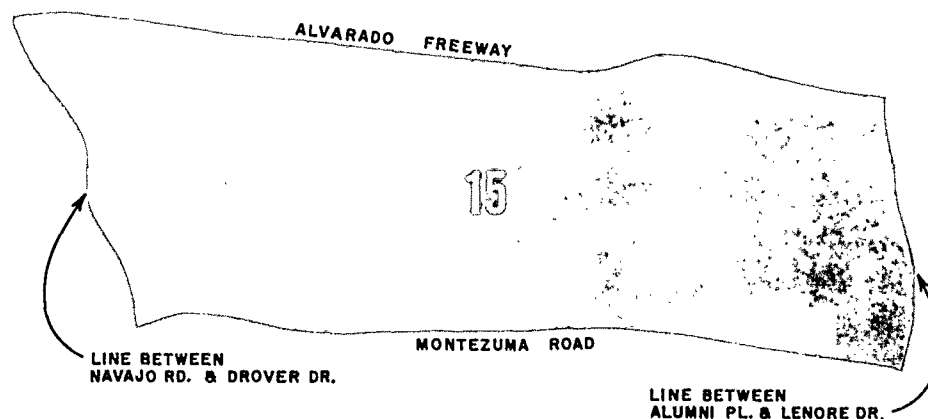 ALVARADO FREEWAY
15
MONTEZUMA ROAD
LINE BETWEEN
NAVAJO RD. & DROVER DR.
LINE BETWEEN
ALUMNI PL. & LENORE DR.